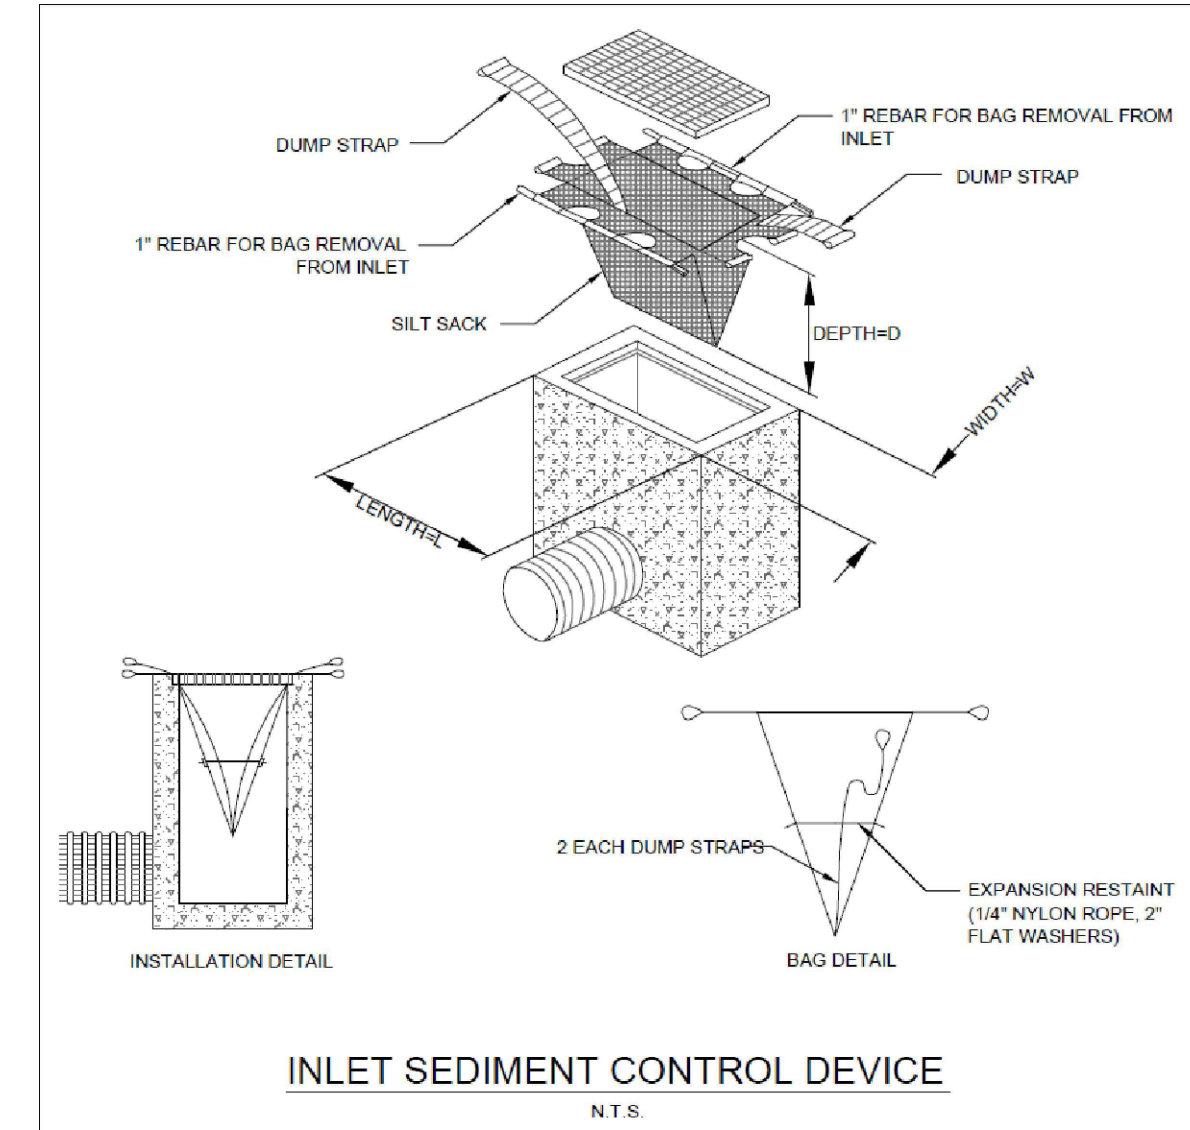 DUMP STRAP
1" REBAR FOR BAG REMOVAL FROM
INLET
DUMP STRAP
1" REBAR FOR BAG REMOVAL
FROM INLET
SILT SACK
DEPTH=D
WIDTH=W
LENGTH=L
2 EACH DUMP STRAPS
EXPANSION RESTAINT
(1/4" NYLON ROPE, 2"
FLAT WASHERS)
INSTALLATION DETAIL
BAG DETAIL
INLET SEDIMENT CONTROL DEVICE
N.T.S.